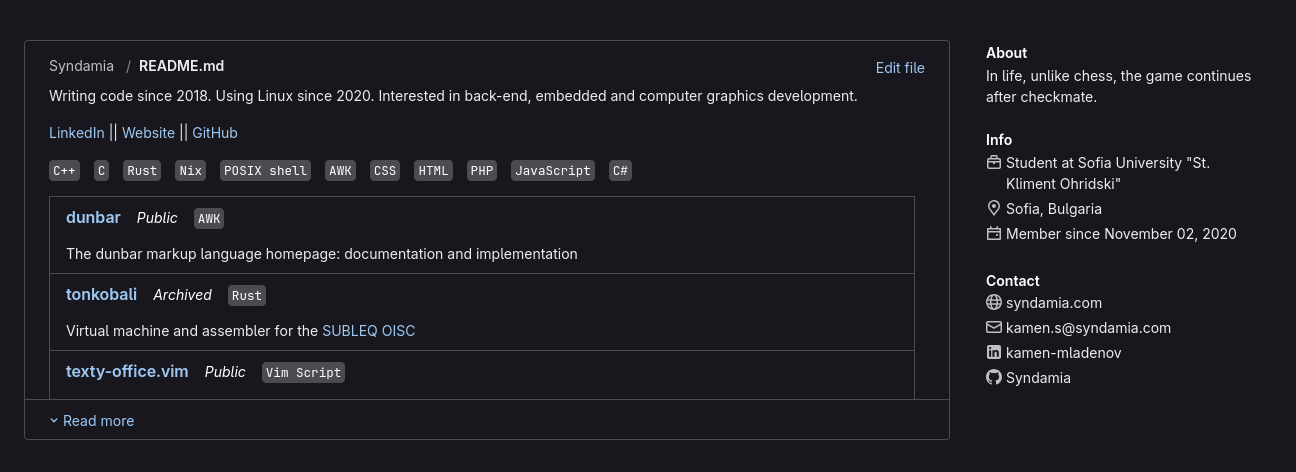 Syndamia / README.md
Edit file
Writing code since 2018. Using Linux since 2020. Interested in back-end, embedded and computer graphics development.
LinkedIn || Website || GitHub
C++ C Rust Nix POSIX shell AWK CSS HTML PHP JavaScript C#
dunbar Public AWK
The dunbar markup language homepage: documentation and implementation
tonkobali Archived Rust
Virtual machine and assembler for the SUBLEQ OISC
texty-office.vim Public Vim Script
Read more
About
In life, unlike chess, the game continues
after checkmate.
Info
Student at Sofia University "St.
Kliment Ohridski"
Sofia, Bulgaria
Member since November 02, 2020
Contact
syndamia.com
kamen.s@syndamia.com
kamen-mladenov
Syndamia